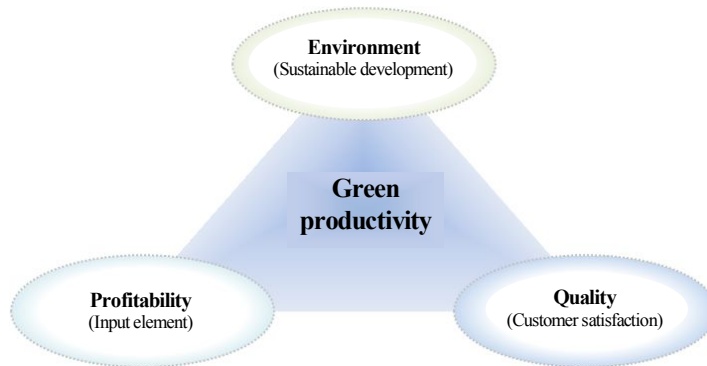 Environment
(Sustainable development)
Green
productivity
Profitability
(Input element)
Quality
(Customer satisfaction)